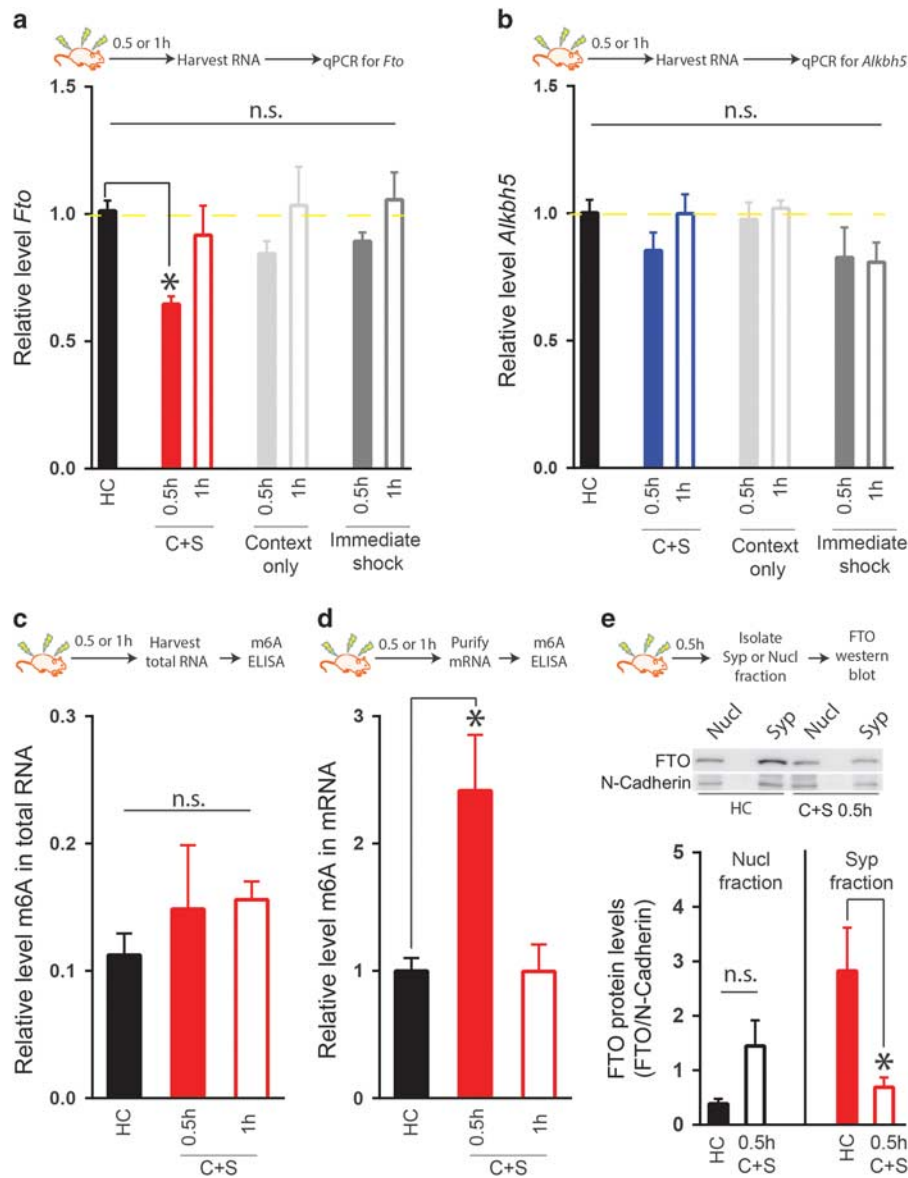 a
0.5 or 1h
Harvest RNA
qPCR for Fto
1.5
1.0
0.5
0.0
Relative level Fto
n.s.
*
HC
0.5h
1h
0.5h
1h
0.5h
1h
C+S
Context
only
Immediate
shock
b
0.5 or 1h
Harvest RNA
qPCR for Alkbh5
1.5
1.0
0.5
0.0
Relative level Alkbh5
n.s.
HC
0.5h
1h
0.5h
1h
0.5h
1h
C+S
Context
only
Immediate
shock
c
0.5 or 1h
Harvest
total RNA
m6A
ELISA
0.3
0.2
0.1
0.0
Relative level m6A in total RNA
n.s.
HC
0.5h
1h
C+S
d
0.5 or 1h
Purify
mRNA
m6A
ELISA
3
2
1
0
Relative level m6A in mRNA
*
HC
0.5h
1h
C+S
e
0.5h
Isolate
Syp or Nucl
fraction
FTO
western
blot
Nucl
Syp
Nucl
Syp
FTO
N-Cadherin
HC
C+S 0.5h
5
4
3
2
1
0
FTO protein levels
(FTO/N-Cadherin)
Nucl
fraction
Syp
fraction
n.s.
*
HC
0.5h
C+S
HC
0.5h
C+S